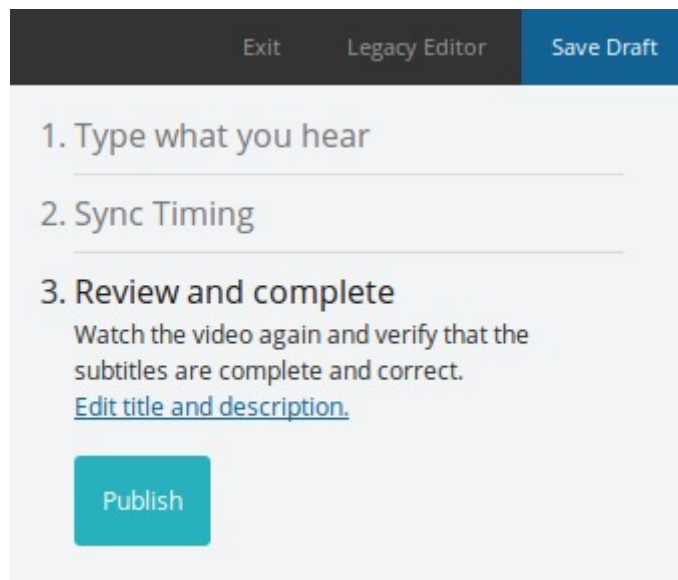 Exit Legacy Editor Save Draft
1. Type what you hear
2. Sync Timing
3. Review and complete
Watch the video again and verify that the
subtitles are complete and correct.
Edit title and description.
Publish